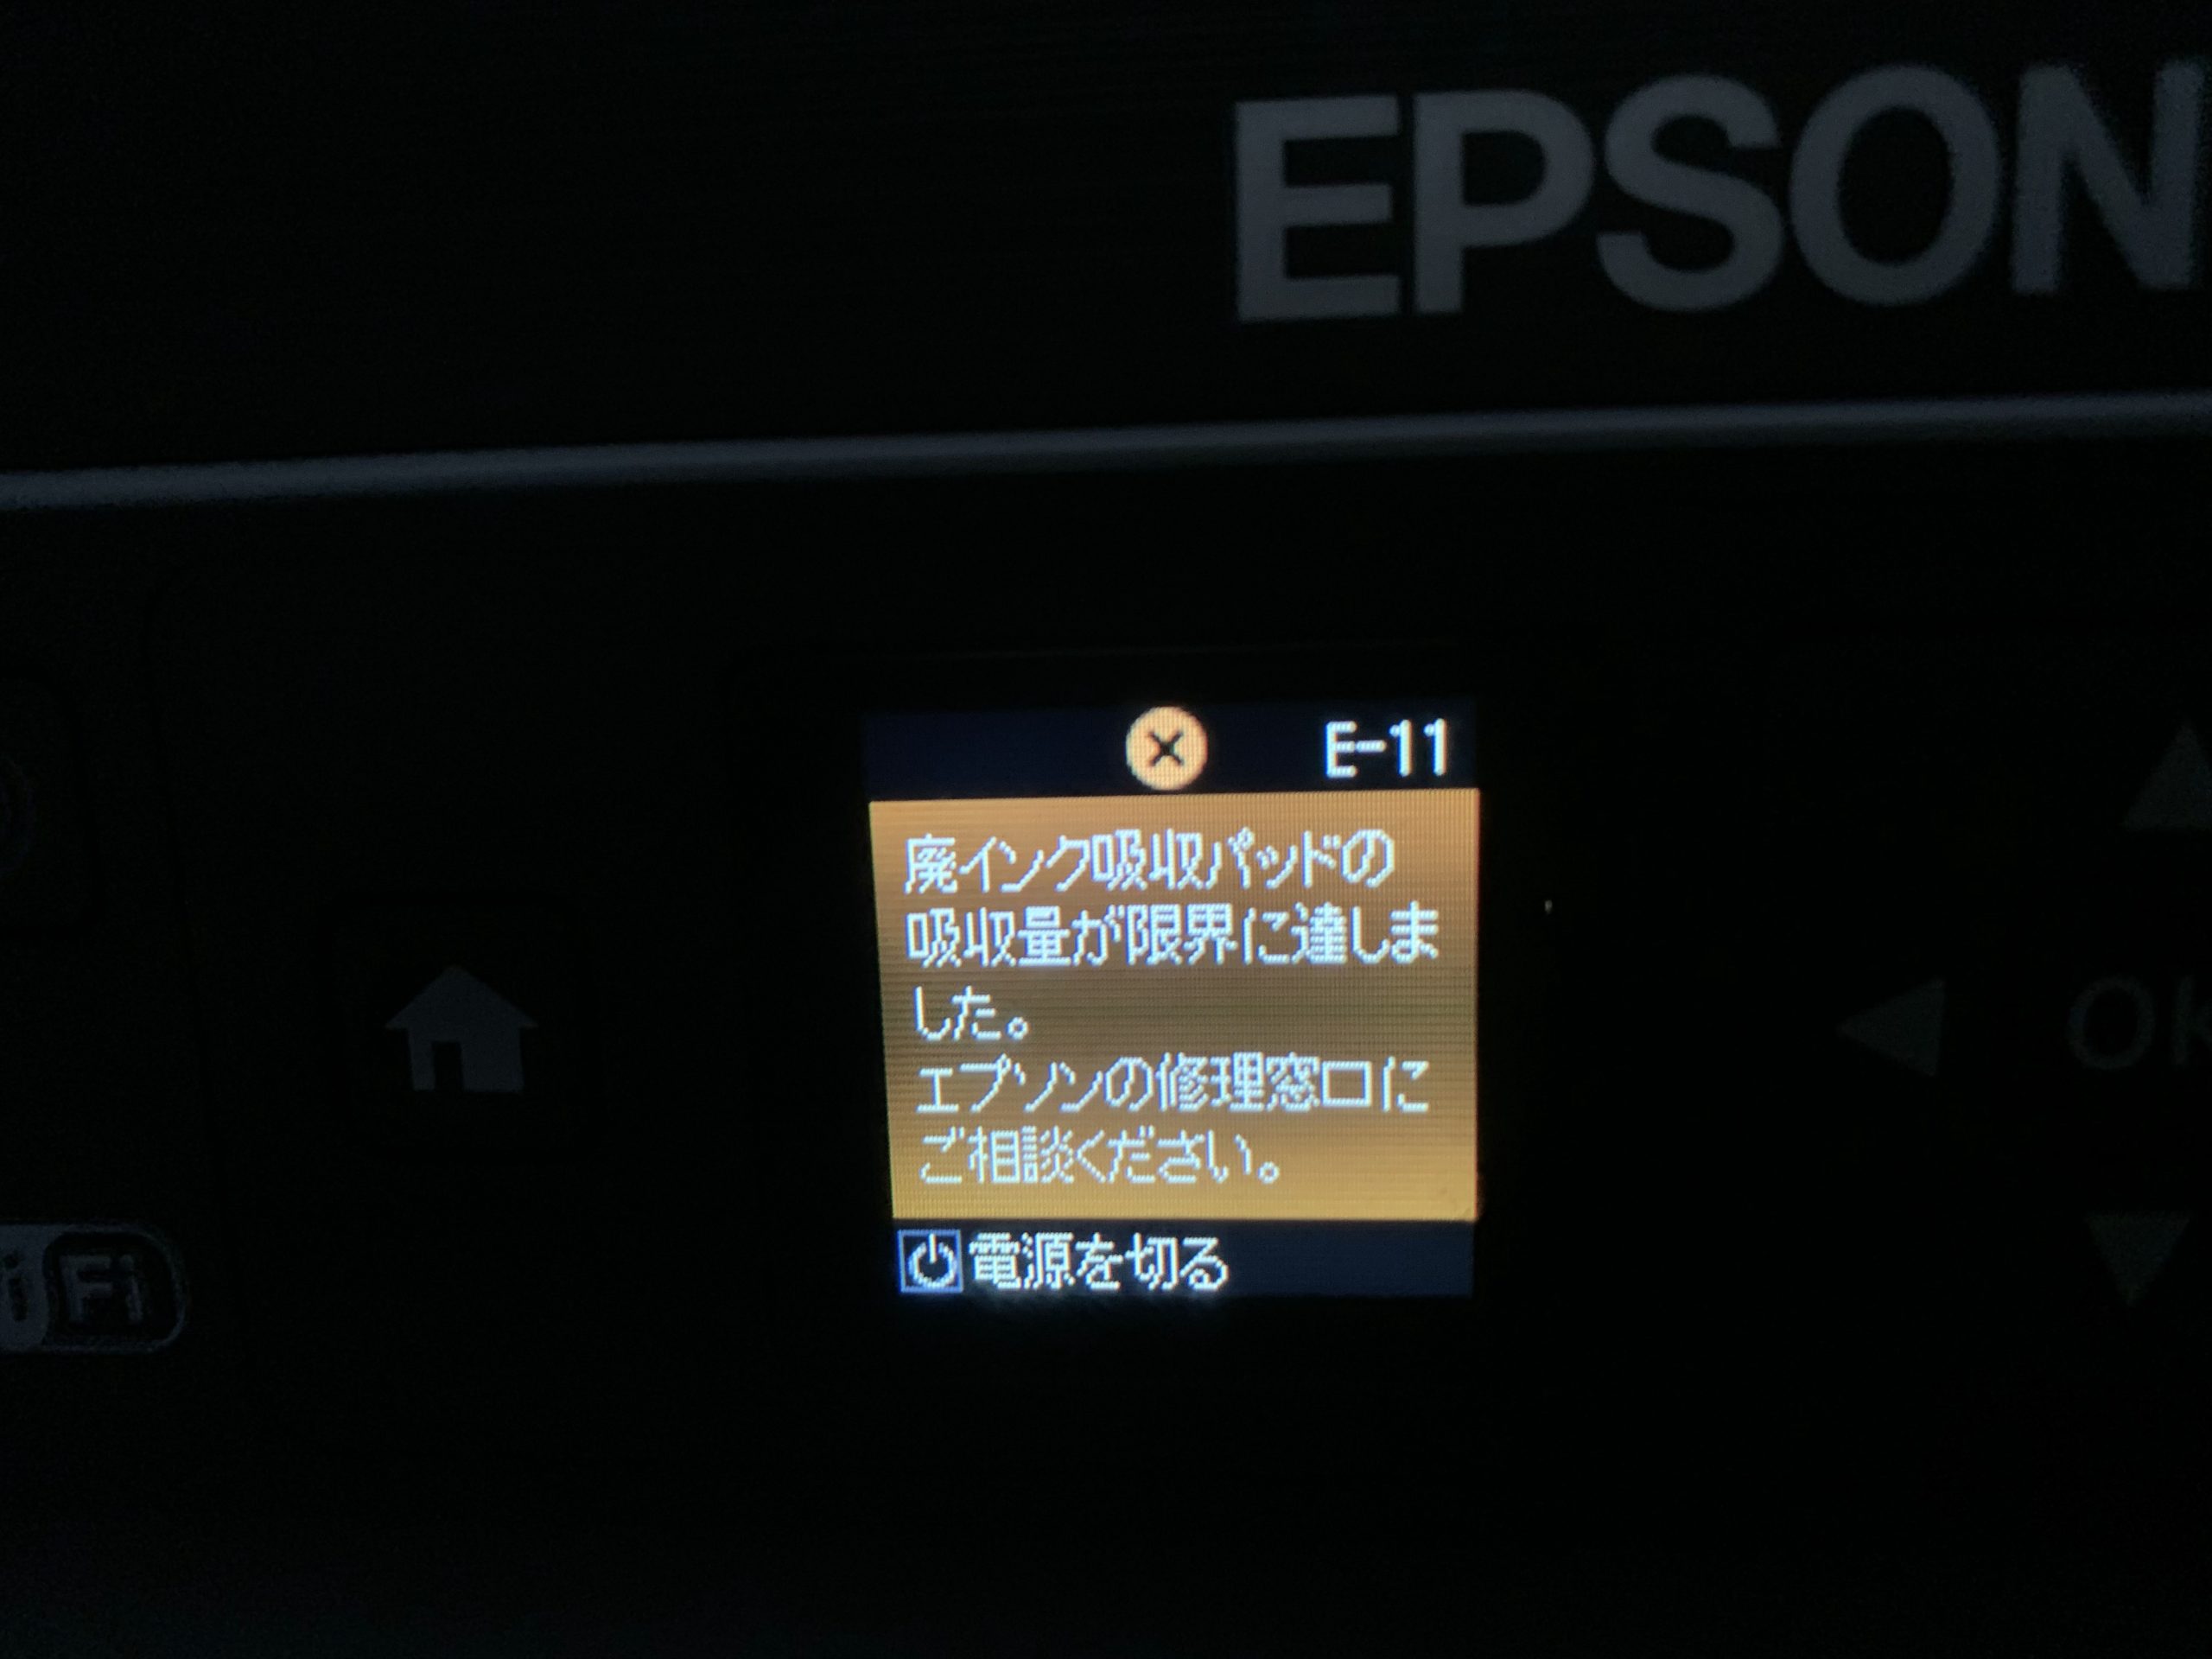 EPSON
E-11
廃インク吸収パッドの
吸収量が限界に達しま
した。
エプソンの修理窓口に
ご相談ください。
電源を切る
OK
Fi